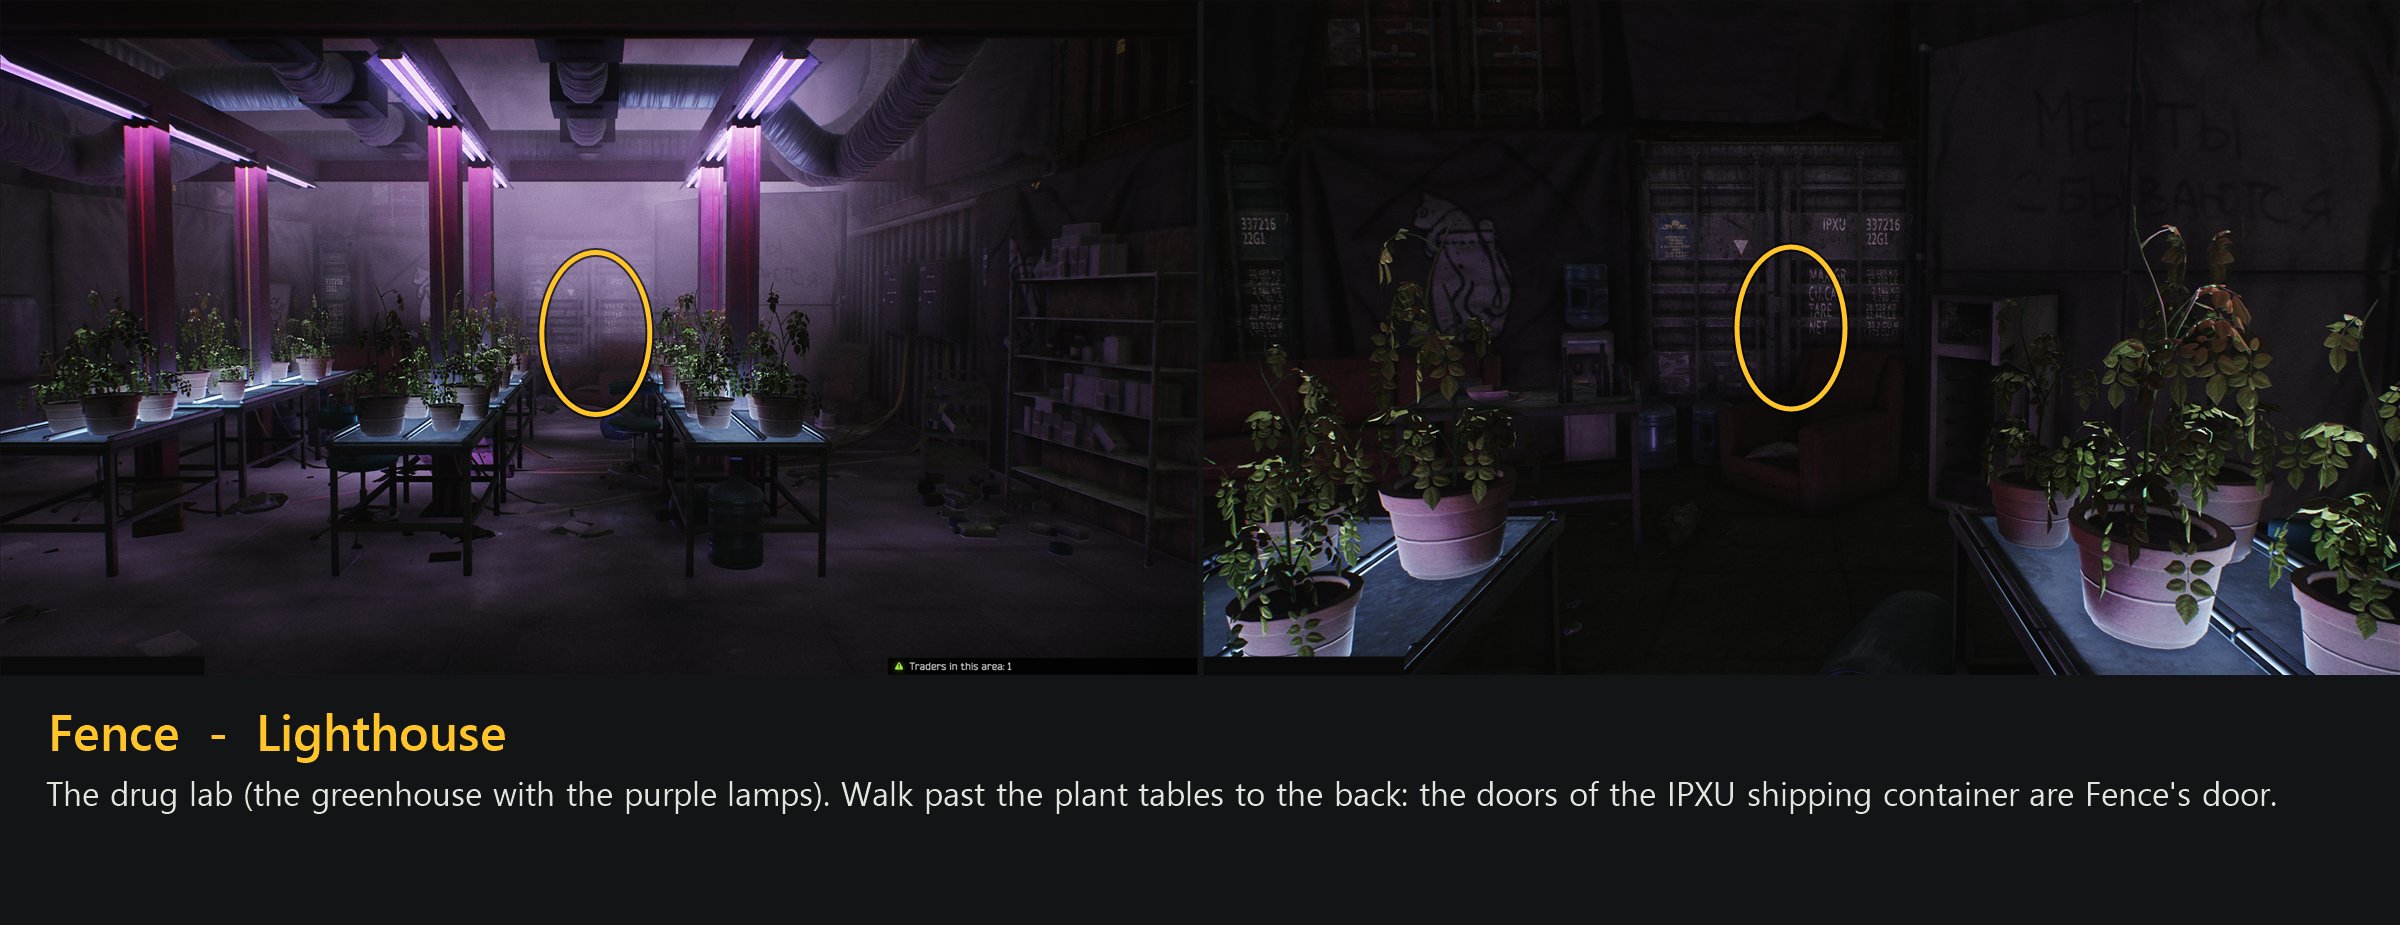 МЕЧТЫ
СБЫВАЮТСЯ
337216
22G1
IPXU
337216
22G1
Traders in this area: 1
Fence - Lighthouse
The drug lab (the greenhouse with the purple lamps). Walk past the plant tables to the back: the doors of the IPXU shipping container are Fence's door.